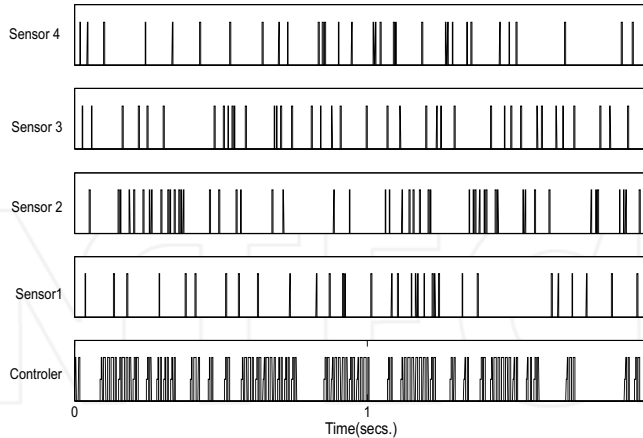 Sensor 4
Sensor 3
Sensor 2
Sensor1
Controler
0 1
Time(secs.)